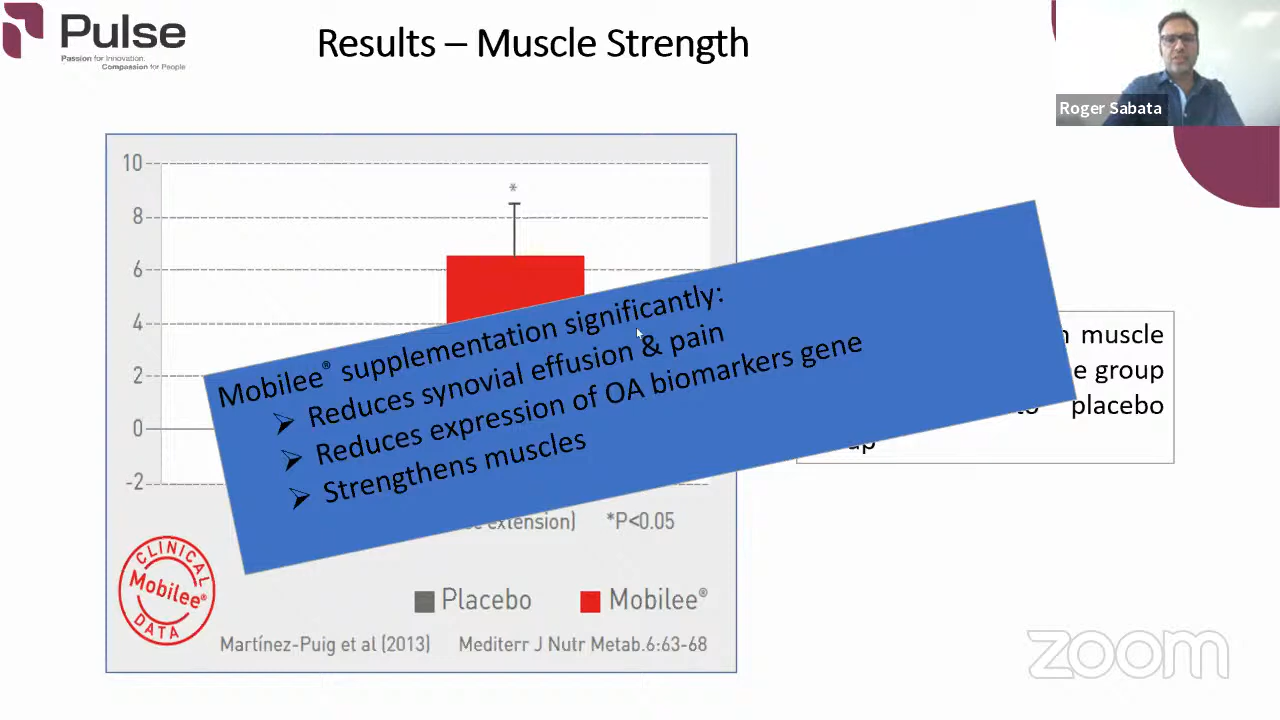 Pulse
Passion for Innovation.
Compassion for People
Results – Muscle Strength
Roger Sabata
10
*
8
6
4
2
0
-2
Mobilee® supplementation significantly:
➢ Reduces synovial effusion & pain
➢ Reduces expression of OA biomarkers gene
➢ Strengthens muscles
muscle
group
placebo
extension) *P<0.05
CLINICAL
Mobilee®
DATA
Placebo Mobilee®
Martínez-Puig et al (2013) Mediterr J Nutr Metab.6:63-68
zoom